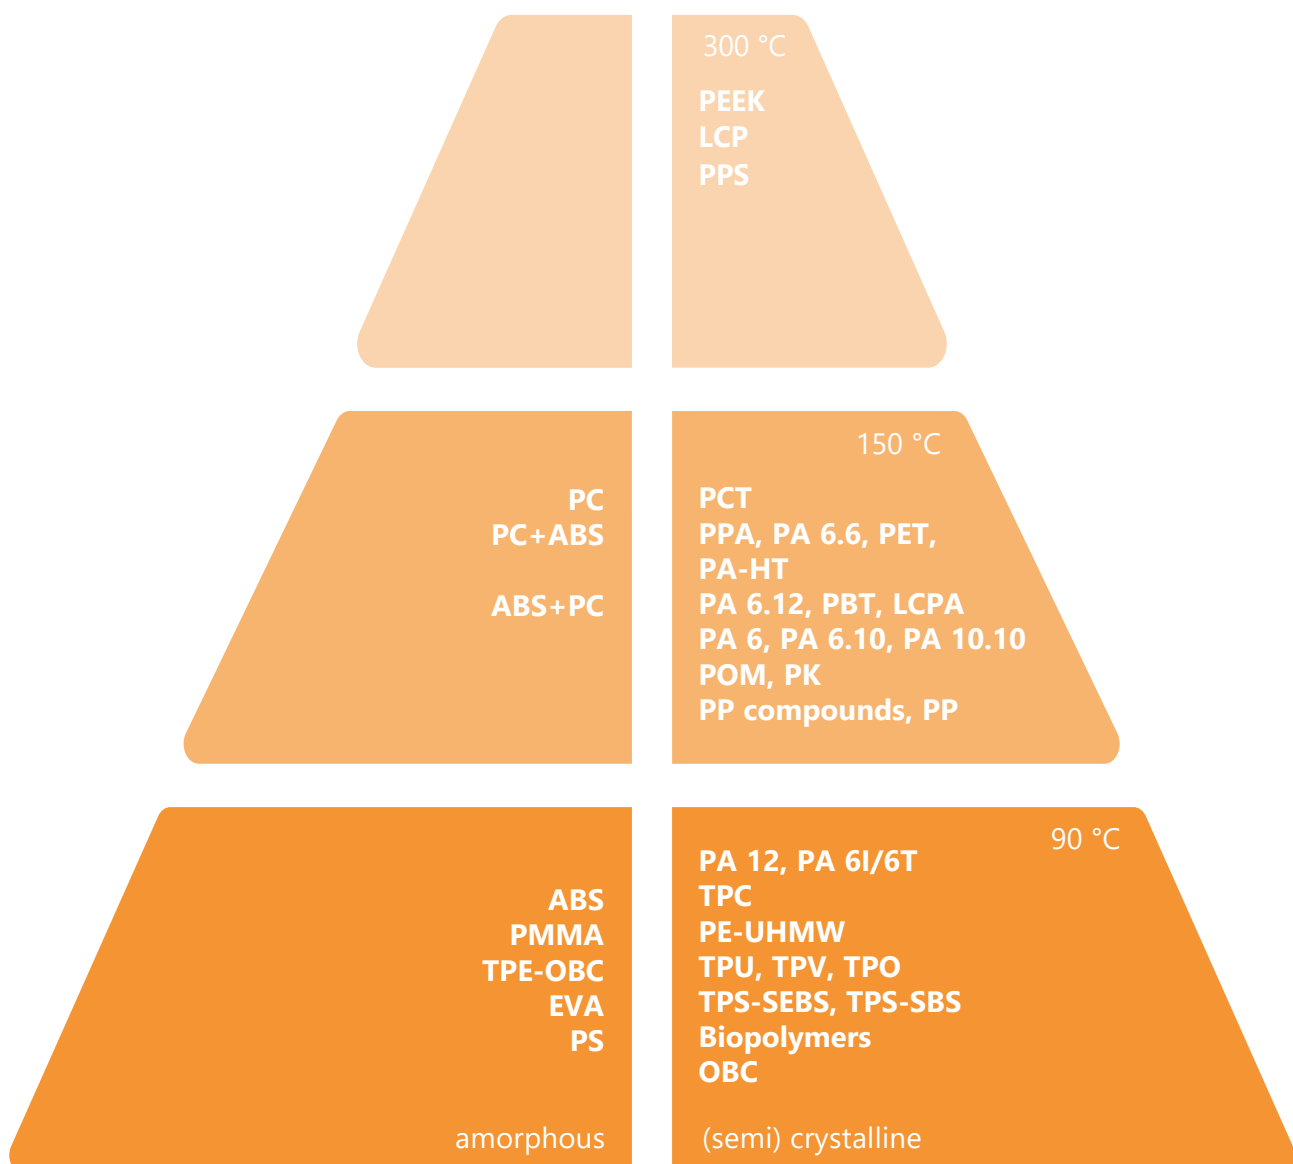 300 °C
PEEK
LCP
PPS
150 °C
PC
PC+ABS
ABS+PC
PCT
PPA, PA 6.6, PET,
PA-HT
PA 6.12, PBT, LCPA
PA 6, PA 6.10, PA 10.10
POM, PK
PP compounds, PP
90 °C
ABS
PMMA
TPE-OBC
EVA
PS
amorphous
PA 12, PA 6I/6T
TPC
PE-UHMW
TPU, TPV, TPO
TPS-SEBS, TPS-SBS
Biopolymers
OBC
(semi) crystalline